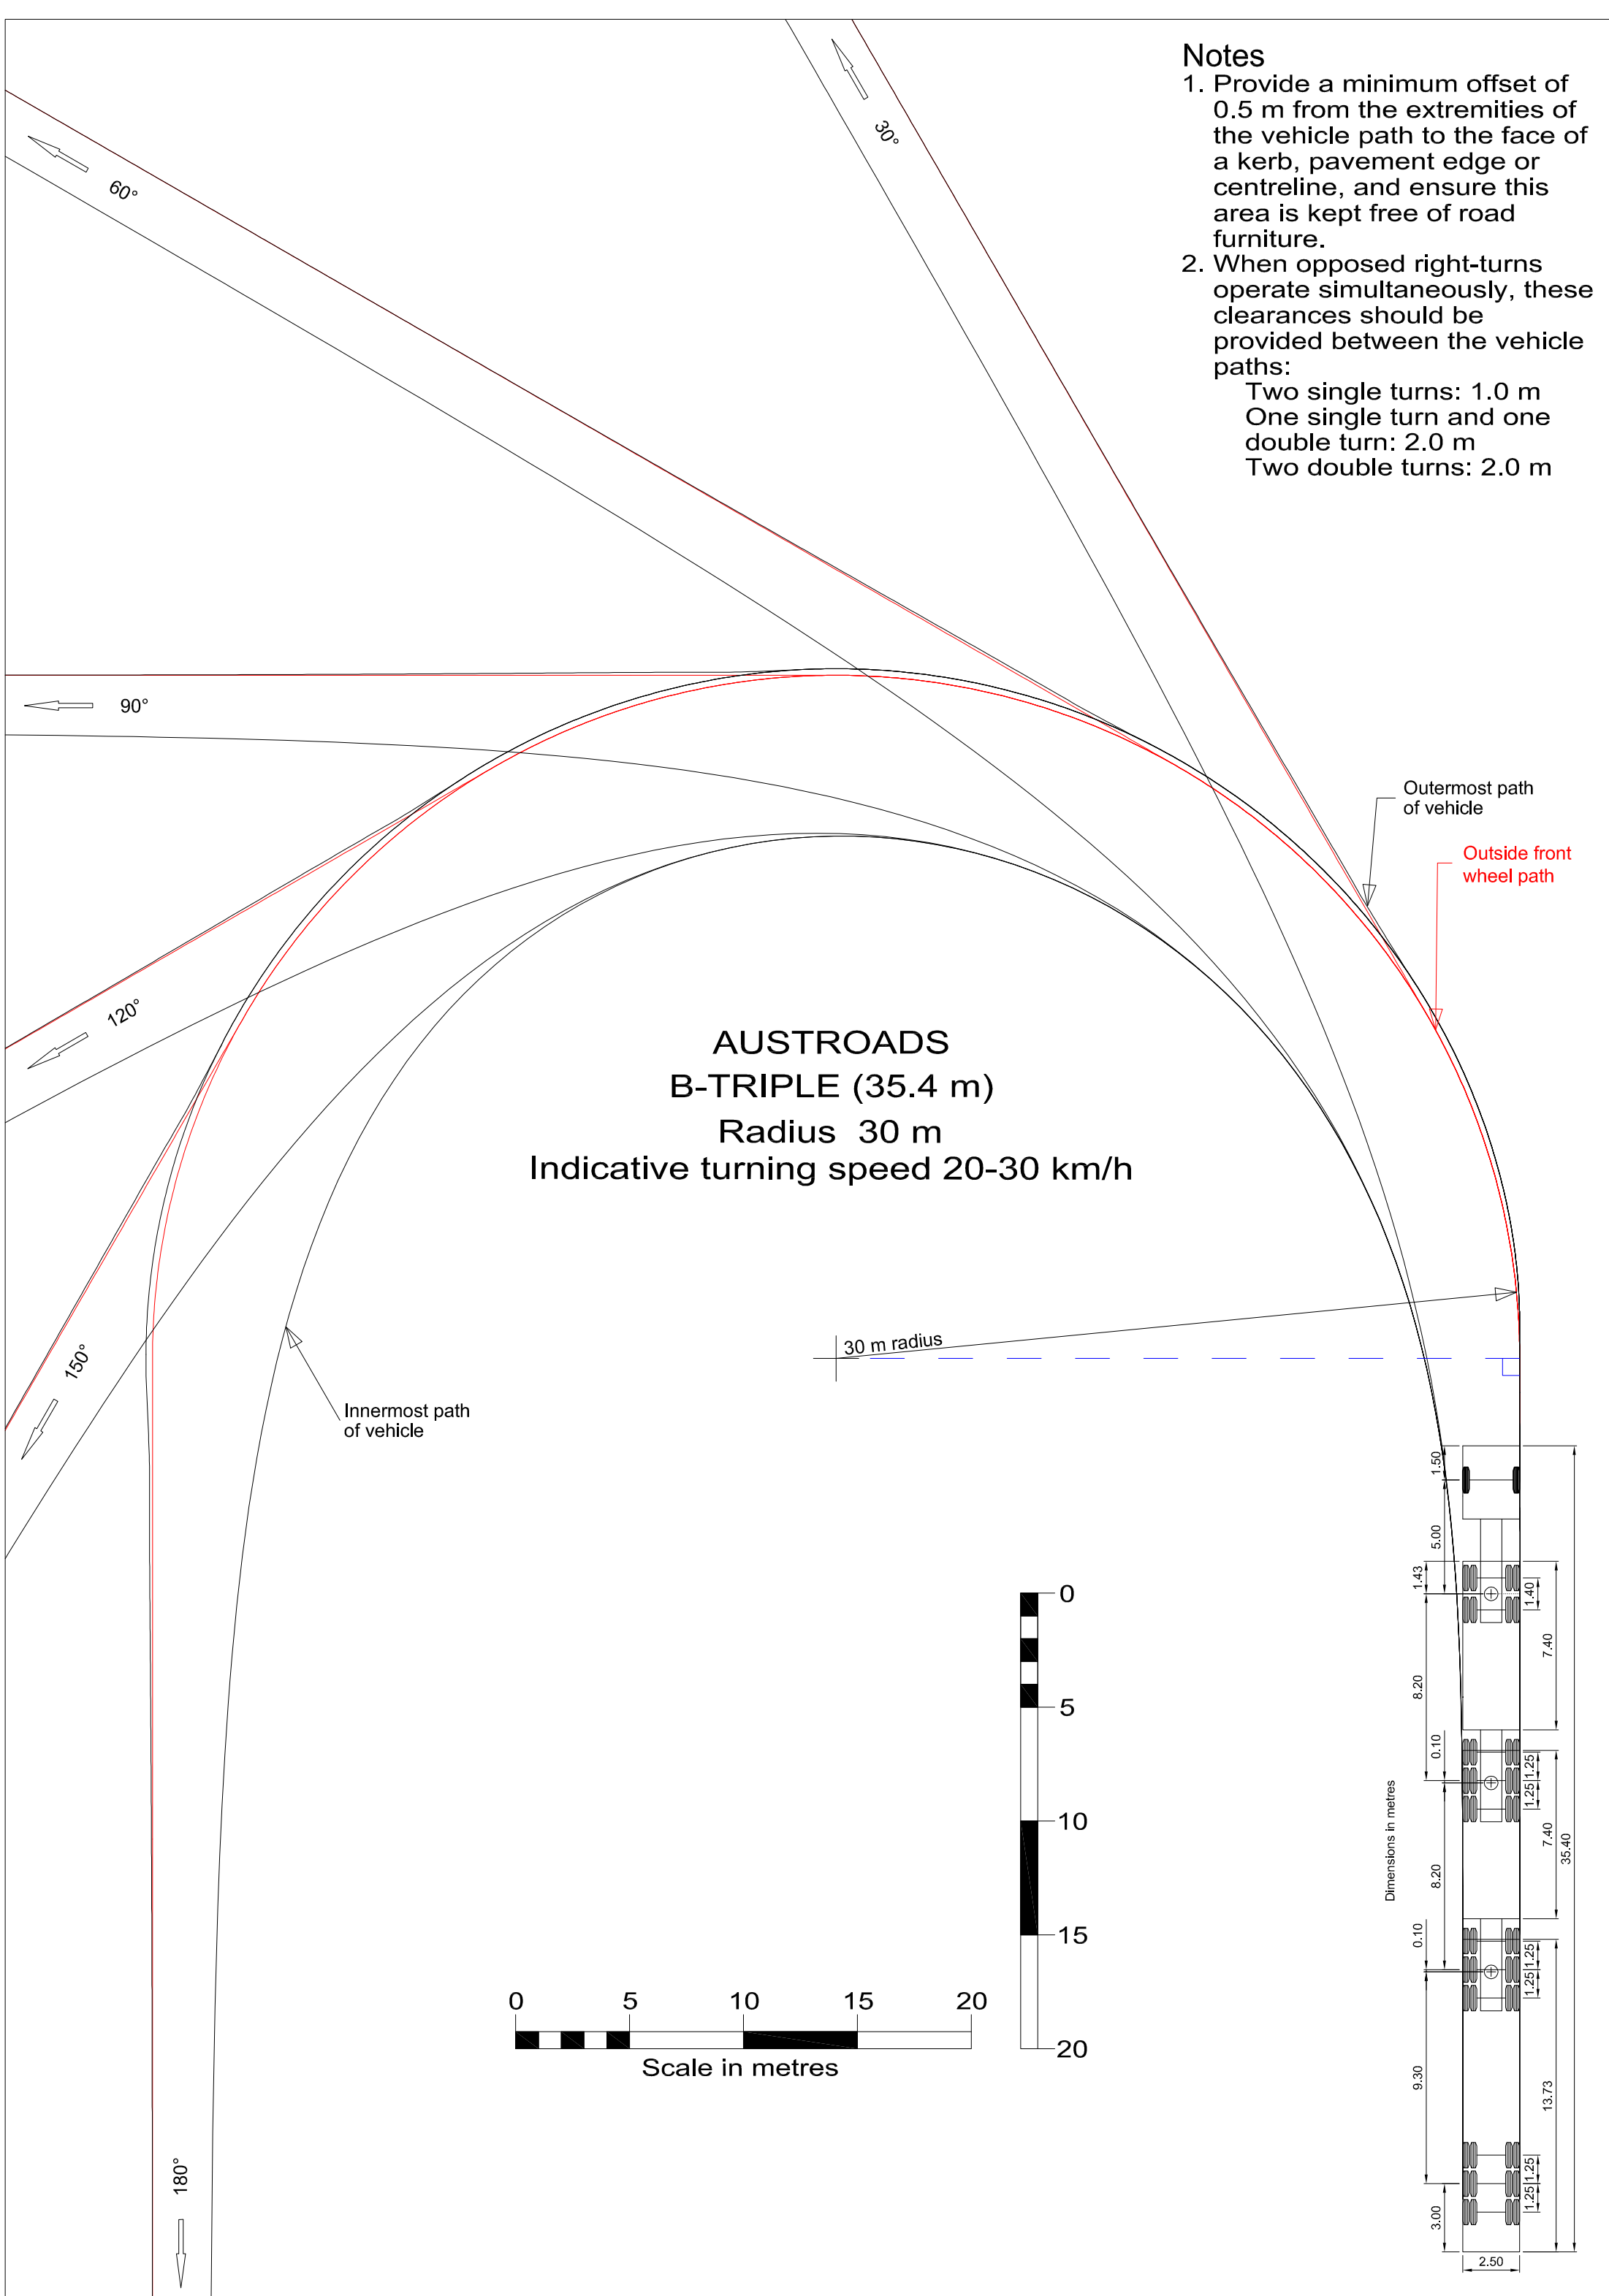 Notes
1. Provide a minimum offset of
0.5 m from the extremities of
the vehicle path to the face of
a kerb, pavement edge or
centreline, and ensure this
area is kept free of road
furniture.
2. When opposed right-turns
operate simultaneously, these
clearances should be
provided between the vehicle
paths:
Two single turns: 1.0 m
One single turn and one
double turn: 2.0 m
Two double turns: 2.0 m
30°
60°
90°
120°
150°
180°
Outermost path
of vehicle
Outside front
wheel path
AUSTROADS
B-TRIPLE (35.4 m)
Radius 30 m
Indicative turning speed 20-30 km/h
30 m radius
Innermost path
of vehicle
0
5
10
15
20
0 5 10 15 20
Scale in metres
Dimensions in metres
1.50
5.00
1.43
1.40
7.40
8.20
0.10
1.25
1.25
7.40
35.40
8.20
0.10
1.25
1.25
9.30
13.73
1.25
1.25
3.00
2.50